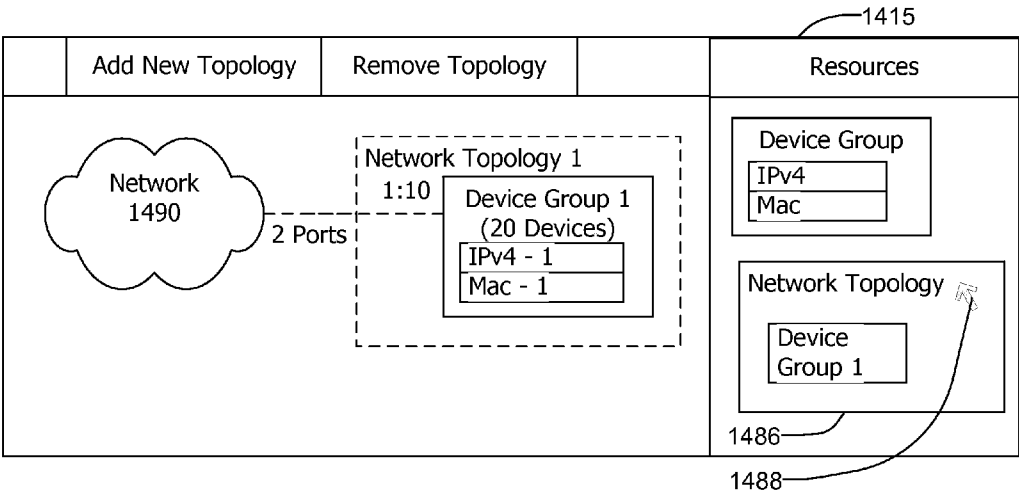 1415
Add New Topology
Remove Topology
Resources
Network
1490
2 Ports
Network Topology 1
1:10
Device Group 1
(20 Devices)
IPv4 - 1
Mac - 1
Device Group
IPv4
Mac
Network Topology
Device
Group 1
1486
1488